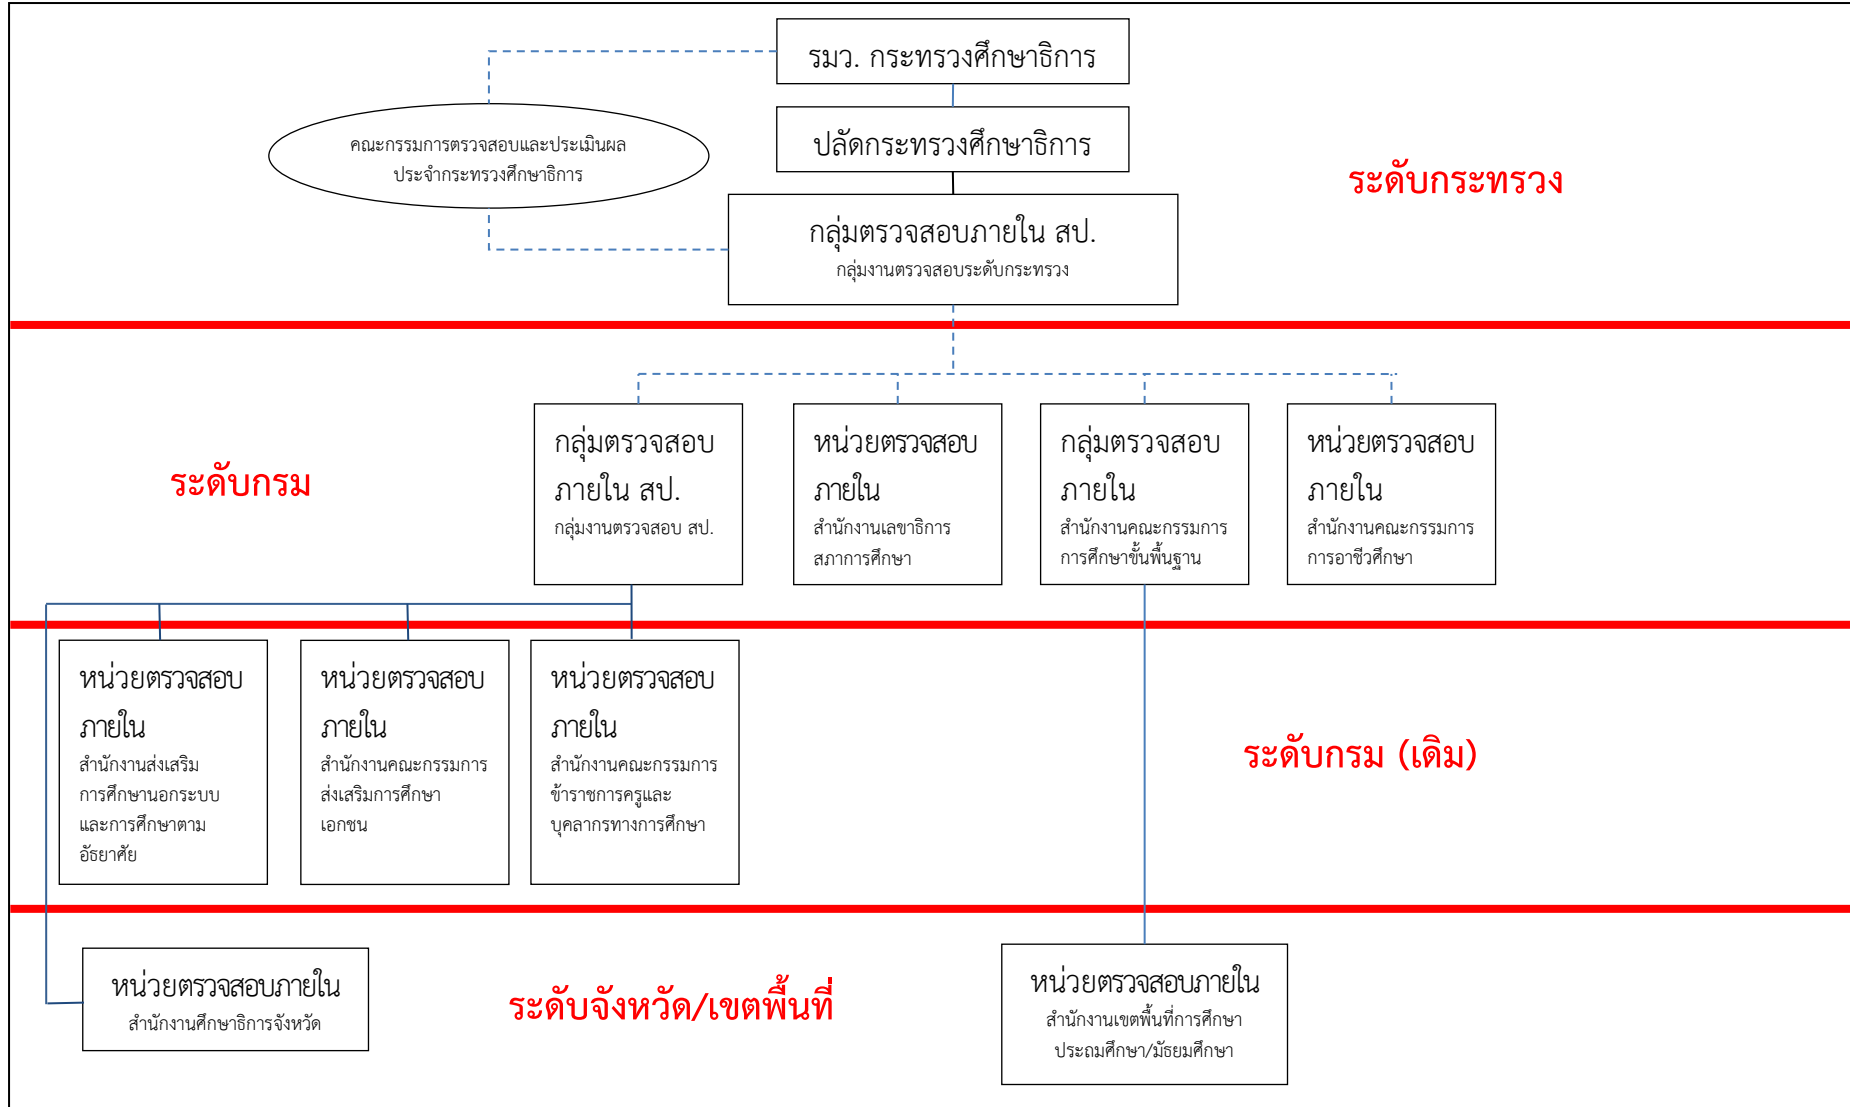 รมว. กระทรวงศึกษาธิการ
คณะกรรมการตรวจสอบและประเมินผล
ประจำกระทรวงศึกษาธิการ
ปลัดกระทรวงศึกษาธิการ
ระดับกระทรวง
กลุ่มตรวจสอบภายใน สป.
กลุ่มงานตรวจสอบระดับกระทรวง
ระดับกรม
กลุ่มตรวจสอบ
ภายใน สป.
กลุ่มงานตรวจสอบ สป.
หน่วยตรวจสอบ
ภายใน
สำนักงานเลขาธิการ
สภาการศึกษา
กลุ่มตรวจสอบ
ภายใน
สำนักงานคณะกรรมการ
การศึกษาขั้นพื้นฐาน
หน่วยตรวจสอบ
ภายใน
สำนักงานคณะกรรมการ
การอาชีวศึกษา
หน่วยตรวจสอบ
ภายใน
สำนักงานส่งเสริม
การศึกษานอกระบบ
และการศึกษาตาม
อัธยาศัย
หน่วยตรวจสอบ
ภายใน
สำนักงานคณะกรรมการ
ส่งเสริมการศึกษา
เอกชน
หน่วยตรวจสอบ
ภายใน
สำนักงานคณะกรรมการ
ข้าราชการครูและ
บุคลากรทางการศึกษา
ระดับกรม (เดิม)
หน่วยตรวจสอบภายใน
สำนักงานศึกษาธิการจังหวัด
ระดับจังหวัด/เขตพื้นที่
หน่วยตรวจสอบภายใน
สำนักงานเขตพื้นที่การศึกษา
ประถมศึกษา/มัธยมศึกษา